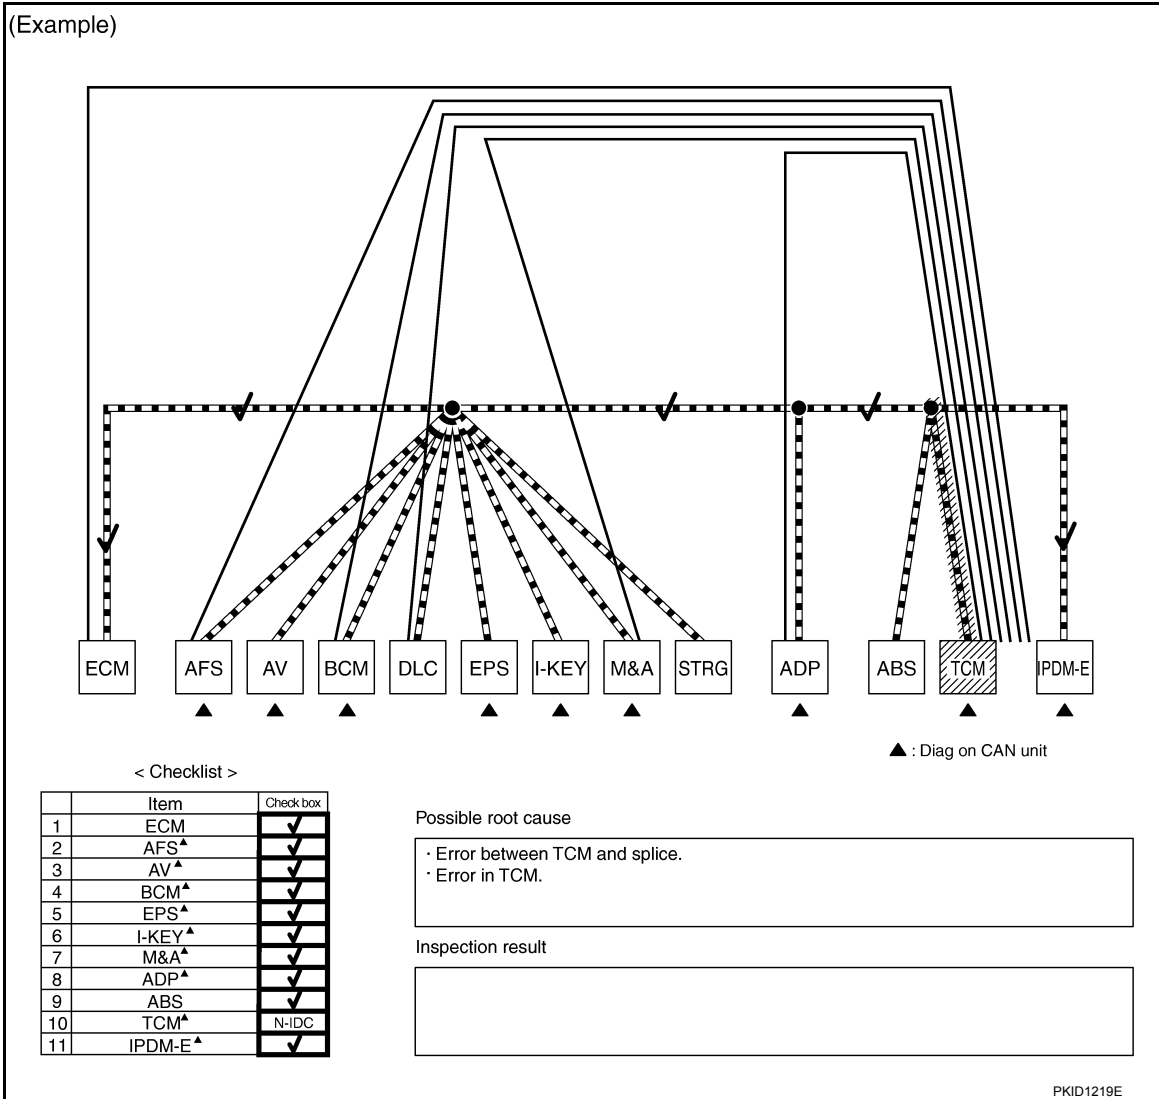 (Example)
ECM AFS AV BCM DLC EPS I-KEY M&A STRG ADP ABS TCM IPDM-E
▲ : Diag on CAN unit
< Checklist >
Item Check box
1 ECM ✓
2 AFS▲ ✓
3 AV▲ ✓
4 BCM▲ ✓
5 EPS▲ ✓
6 I-KEY▲ ✓
7 M&A▲ ✓
8 ADP▲ ✓
9 ABS ✓
10 TCM▲ N-IDC
11 IPDM-E▲ ✓
Possible root cause
· Error between TCM and splice.
· Error in TCM.
Inspection result
PKID1219E